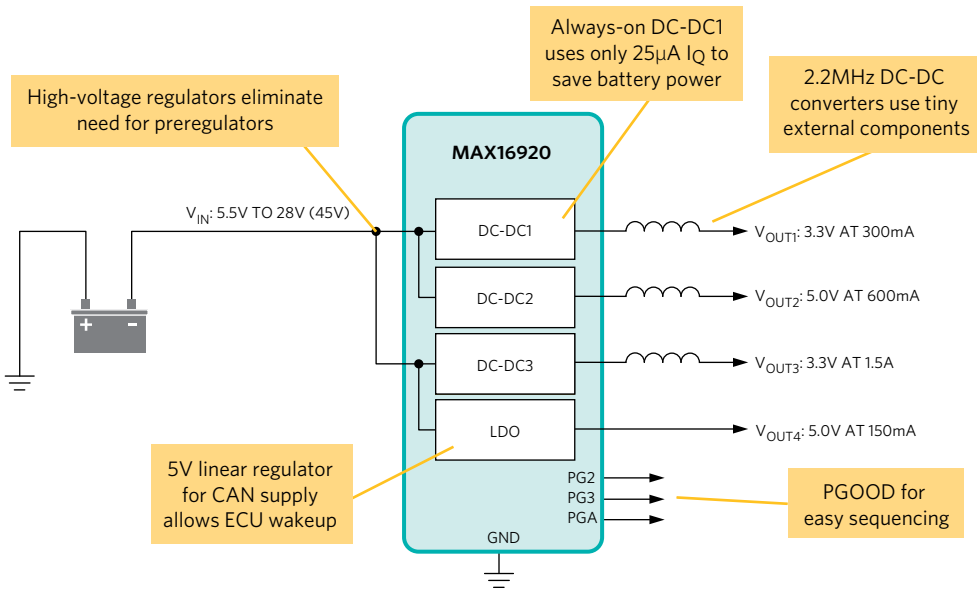 Always-on DC-DC1
uses only 25µA IQ to
save battery power
High-voltage regulators eliminate
need for preregulators
2.2MHz DC-DC
converters use tiny
external components
MAX16920
VIN: 5.5V TO 28V (45V)
DC-DC1
VOUT1: 3.3V AT 300mA
DC-DC2
VOUT2: 5.0V AT 600mA
+ -
DC-DC3
VOUT3: 3.3V AT 1.5A
LDO
VOUT4: 5.0V AT 150mA
5V linear regulator
for CAN supply
allows ECU wakeup
PG2
PG3
PGA
PGOOD for
easy sequencing
GND